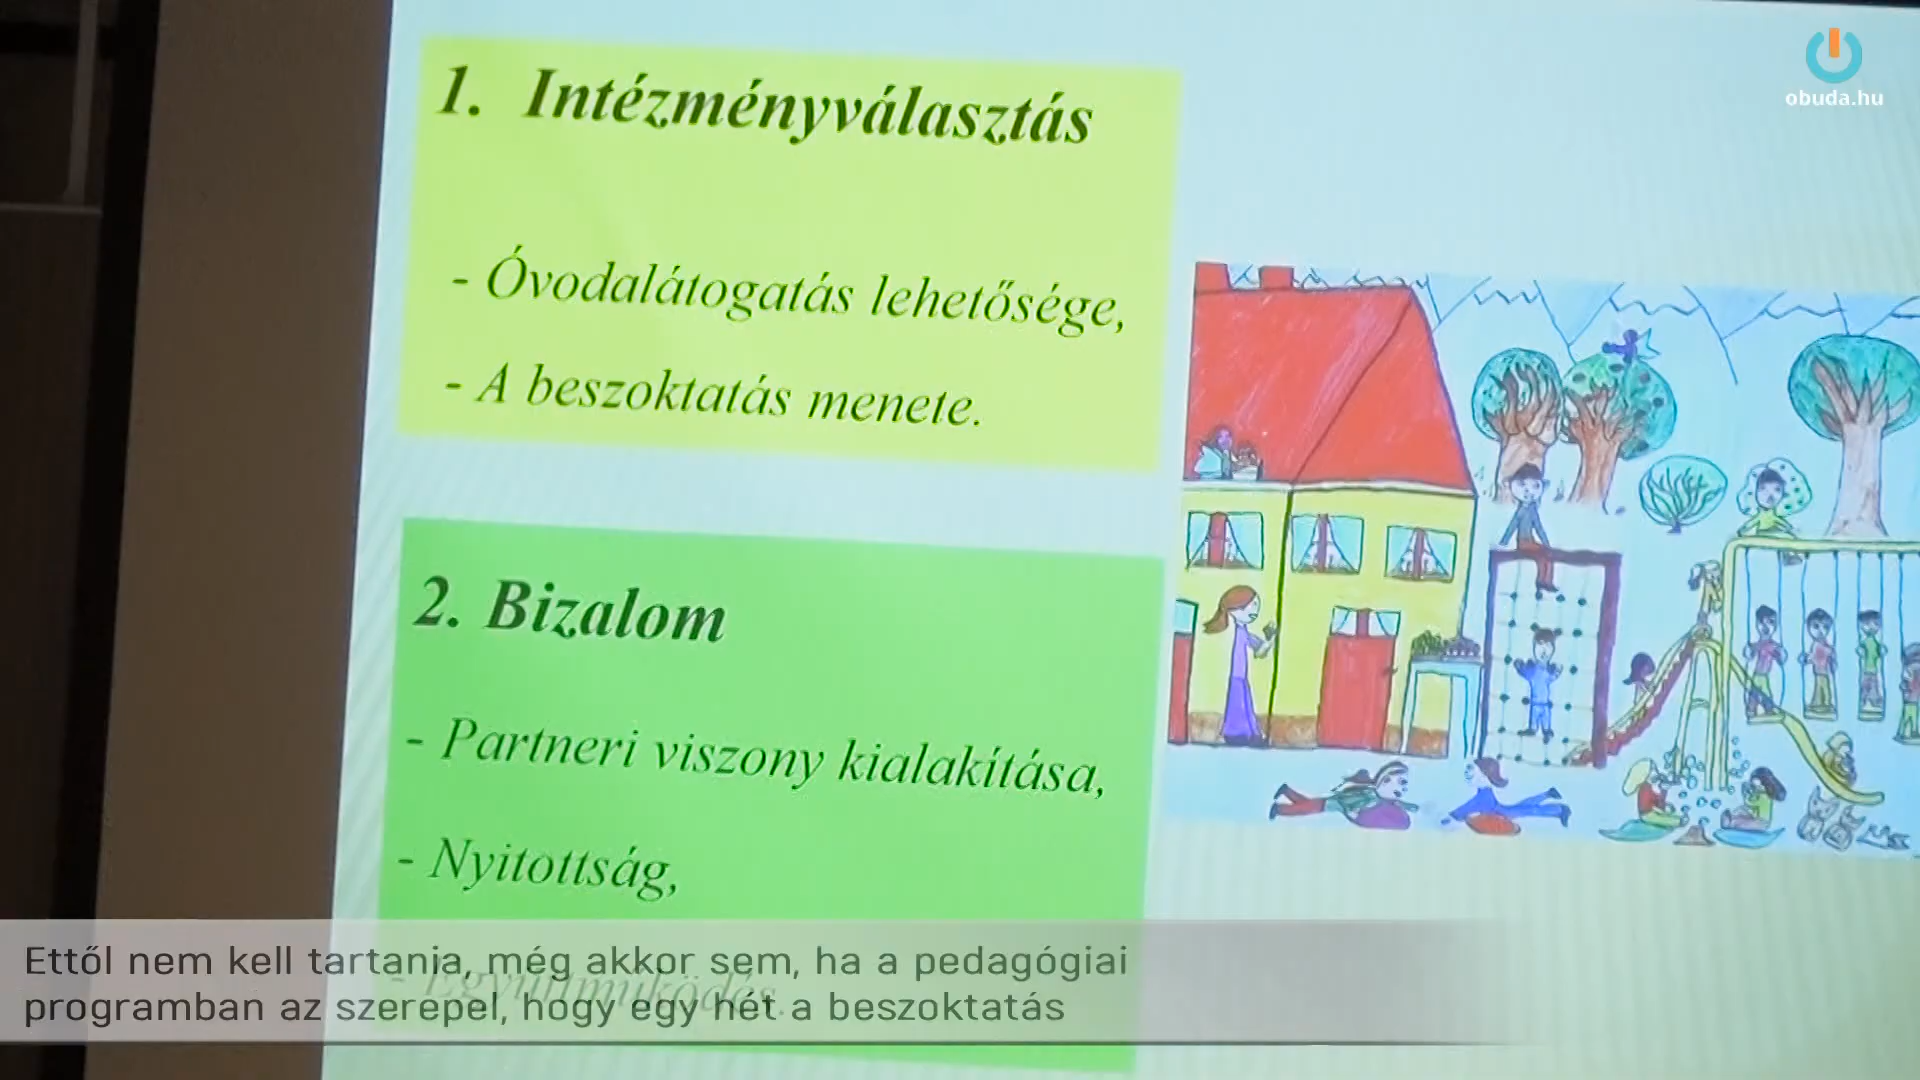 obuda.hu
1. Intézményválasztás
- Óvodalátogatás lehetősége,
- A beszoktatás menete.
2. Bizalom
- Partneri viszony kialakítása,
- Nyitottság,
- Együttműködés.
Ettől nem kell tartania, még akkor sem, ha a pedagógiai
programban az szerepel, hogy egy hét a beszoktatás